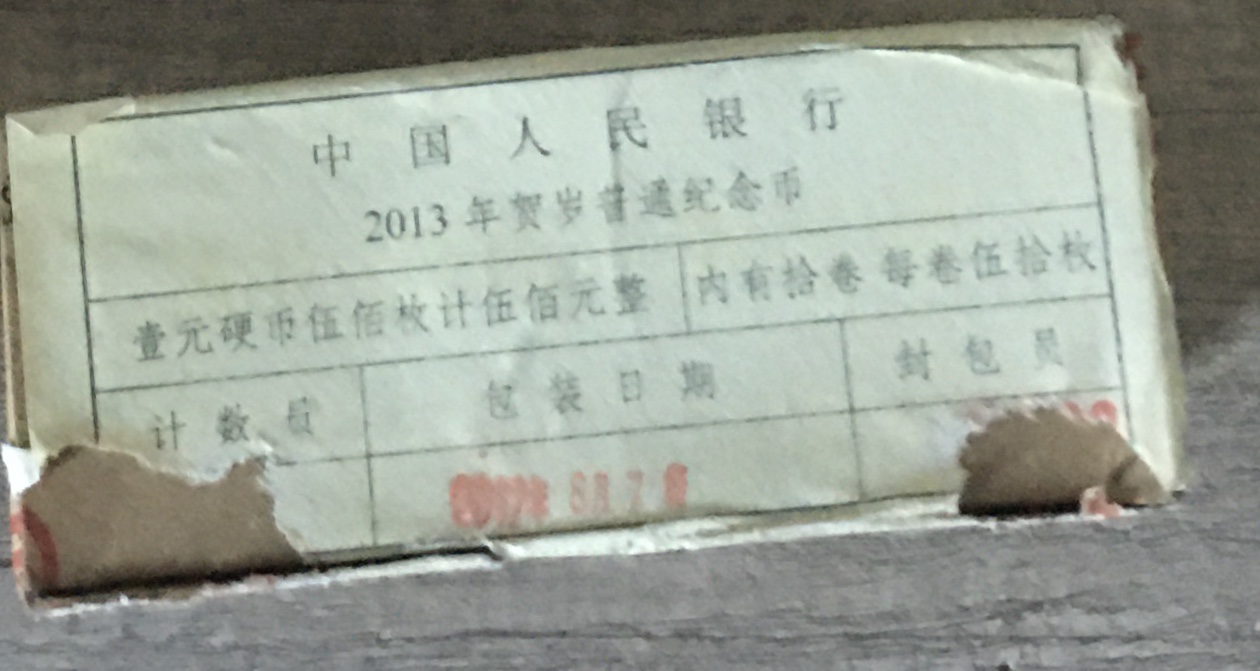 中国人民银行
2013年贺岁普通纪念币
壹元硬币伍佰枚计伍佰元整 内有拾卷 每卷伍拾枚
计数员 包装日期 封包员